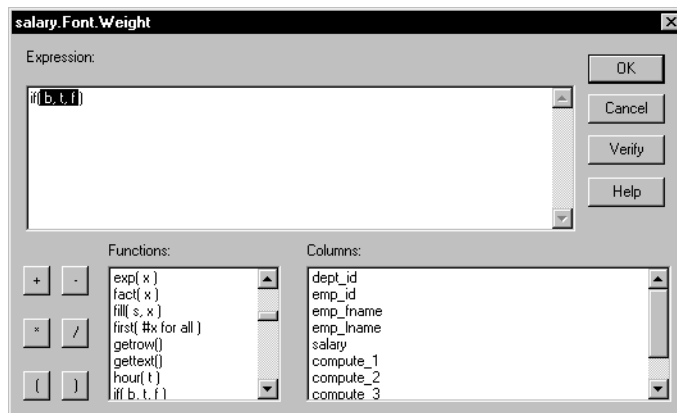 salary.Font.Weight
Expression:
if( b, t, f )
OK
Cancel
Verify
Help
Functions:
Columns:
+ -
* /
( )
exp( x )
fact( x )
fill( s, x )
first( #x for all )
getrow()
gettext()
hour( t )
if( b, t, f )
dept_id
emp_id
emp_fname
emp_lname
salary
compute_1
compute_2
compute_3